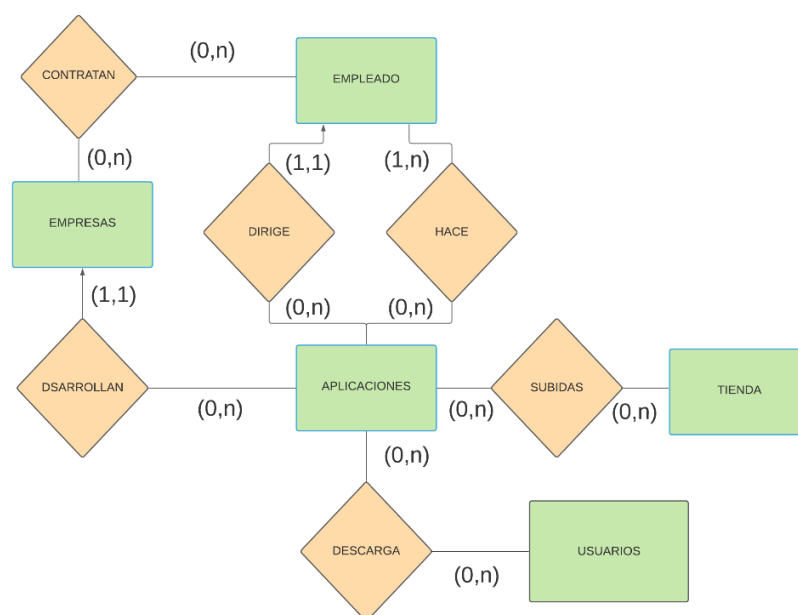 (0,n)
CONTRATAN
EMPLEADO
(0,n)
(1,1)
(1,n)
EMPRESAS
DIRIGE
HACE
(1,1)
(0,n)
(0,n)
DSARROLLAN
APLICACIONES
SUBIDAS
TIENDA
(0,n)
(0,n)
(0,n)
(0,n)
DESCARGA
USUARIOS
(0,n)